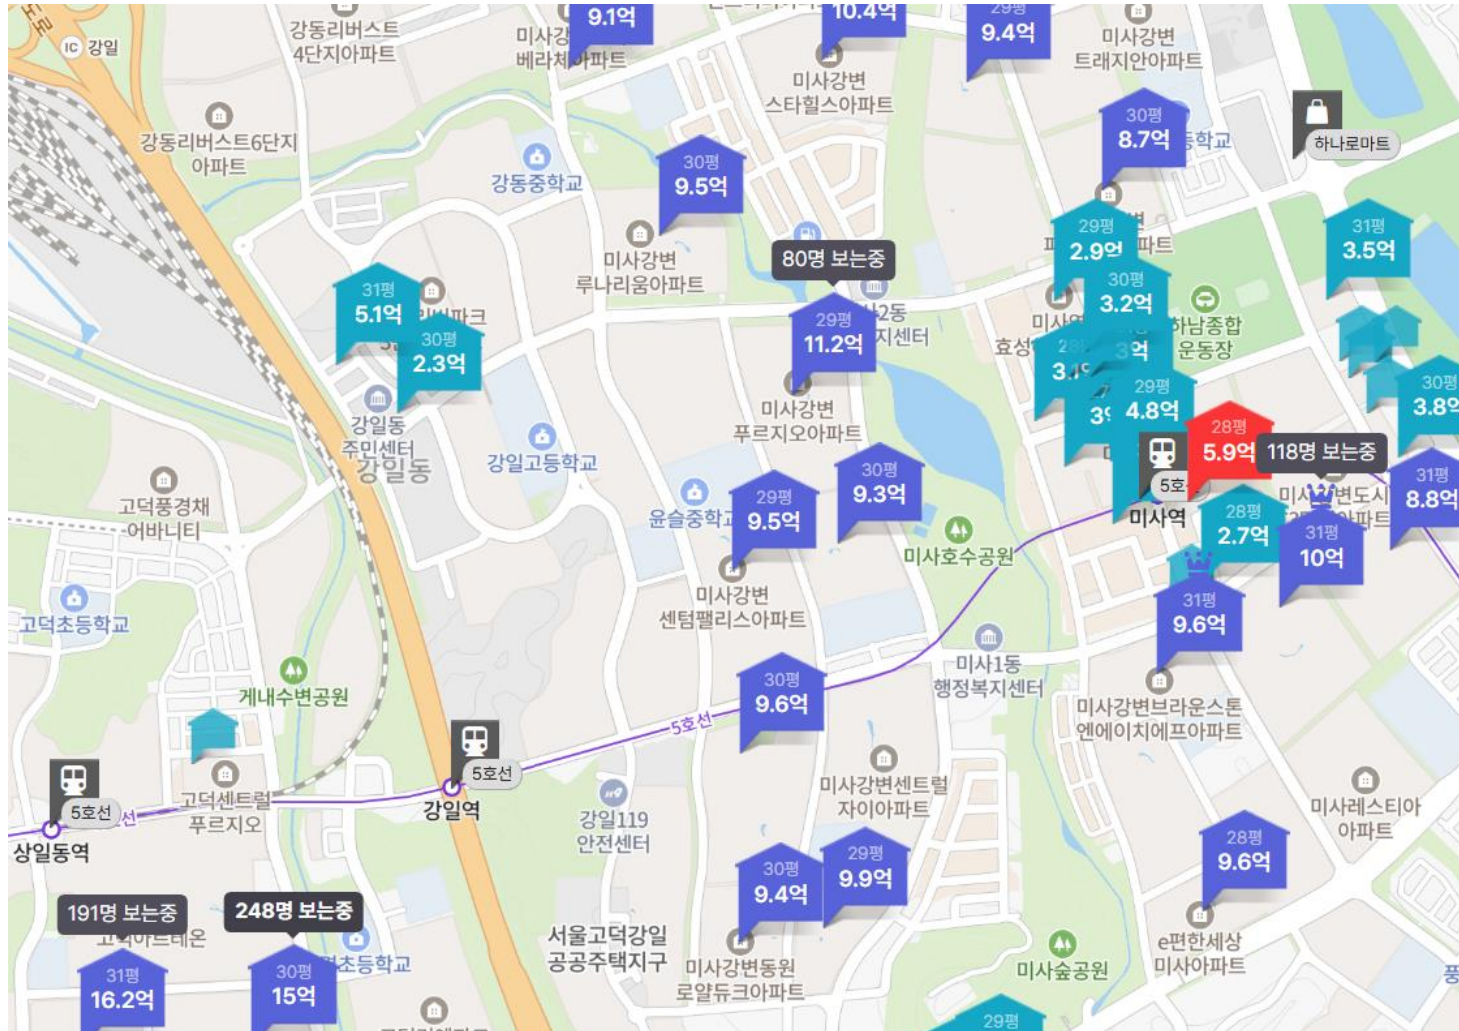 9.1억
10.4억
29평
9.4억
강동리버스트
4단지아파트
IC 강일
베라체아파트
미사강변
트래지안아파트
미사강변
스타힐스아파트
30평
8.7억
하나로마트
강동리버스트6단지
아파트
강동중학교
30평
9.5억
29평
2.9억
31평
3.5억
미사강변
루나리움아파트
80명 보는중
31평
5.1억
30평
3.2억
하남종합
운동장
29평
11.2억
30평
2.3억
3억
미사강변
푸르지오아파트
29평
4.8억
30평
3.8억
강일동
주민센터
강일동
강일고등학교
28평
5.9억
118명 보는중
고덕풍경채
어바니티
윤슬중학교
29평
9.5억
30평
9.3억
5호선
미사역
31평
8.8억
28평
2.7억
31평
10억
미사호수공원
미사강변
센텀팰리스아파트
31평
9.6억
고덕초등학교
미사1동
행정복지센터
게내수변공원
30평
9.6억
5호선
미사강변브라운스톤
엔에이치에프아파트
5호선
강일역
5호선
상일동역
고덕센트럴
푸르지오
강일119
안전센터
미사강변센트럴
자이아파트
미사레스티아
아파트
28평
9.6억
30평
9.4억
29평
9.9억
191명 보는중
248명 보는중
고덕아트레온
31평
16.2억
30평
15억
초등학교
서울고덕강일
공공주택지구
미사강변동원
로얄듀크아파트
e편한세상
미사아파트
미사숲공원
29평
풍